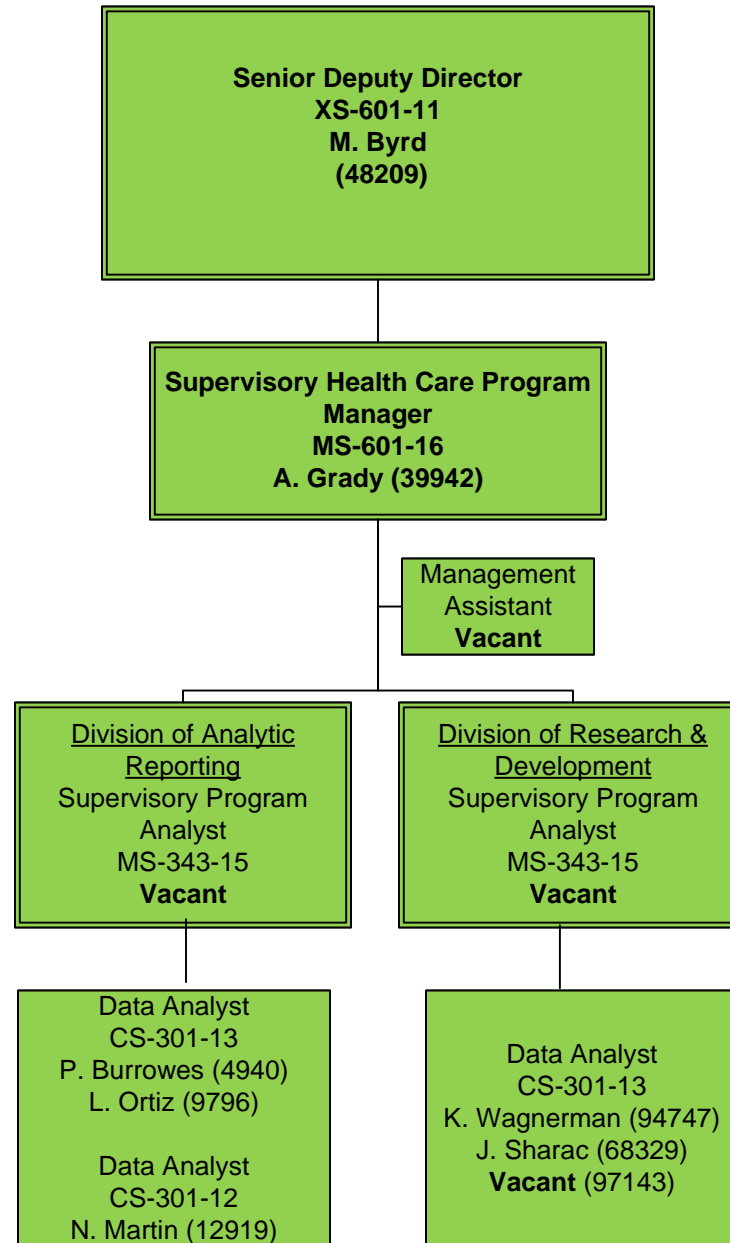 Senior Deputy Director
XS-601-11
M. Byrd
(48209)
Supervisory Health Care Program
Manager
MS-601-16
A. Grady (39942)
Management
Assistant
Vacant
Division of Analytic
Reporting
Supervisory Program
Analyst
MS-343-15
Vacant
Division of Research &
Development
Supervisory Program
Analyst
MS-343-15
Vacant
Data Analyst
CS-301-13
P. Burrowes (4940)
L. Ortiz (9796)
Data Analyst
CS-301-12
N. Martin (12919)
Data Analyst
CS-301-13
K. Wagnerman (94747)
J. Sharac (68329)
Vacant (97143)